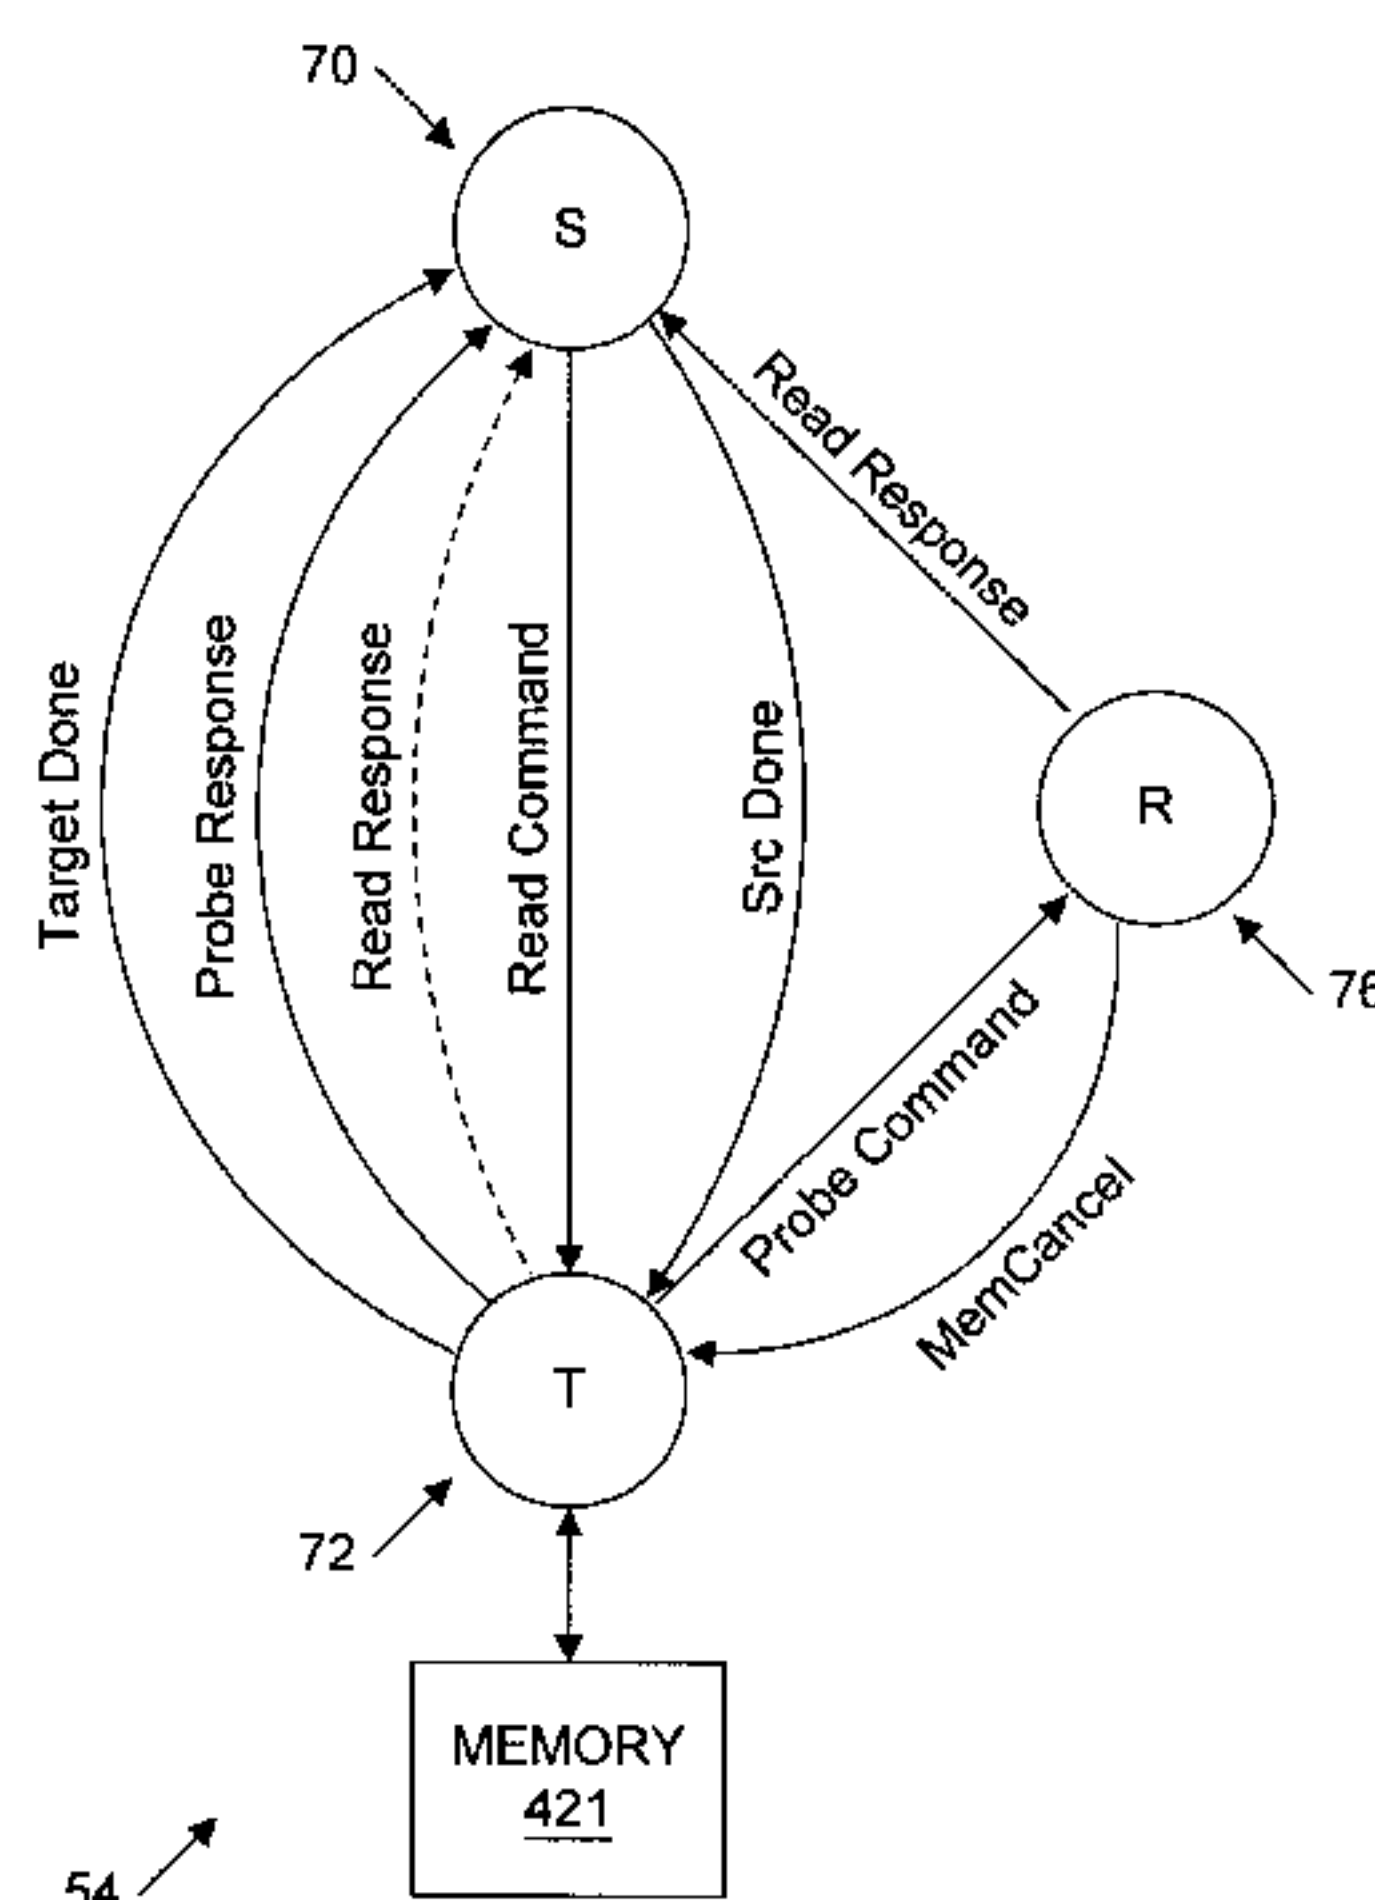 70
S
Read Response
Target Done
Probe Response
Read Response
Read Command
Src Done
R
76
Probe Command
MemCancel
T
72
MEMORY
421
54